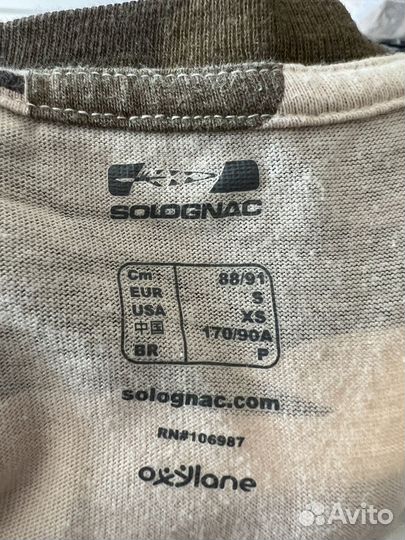 SOLOGNAC
Cm 88/91
EUR S
USA XS
中国 170/90A
BR P
solognac.com
RN#106987
oxylane
Avito